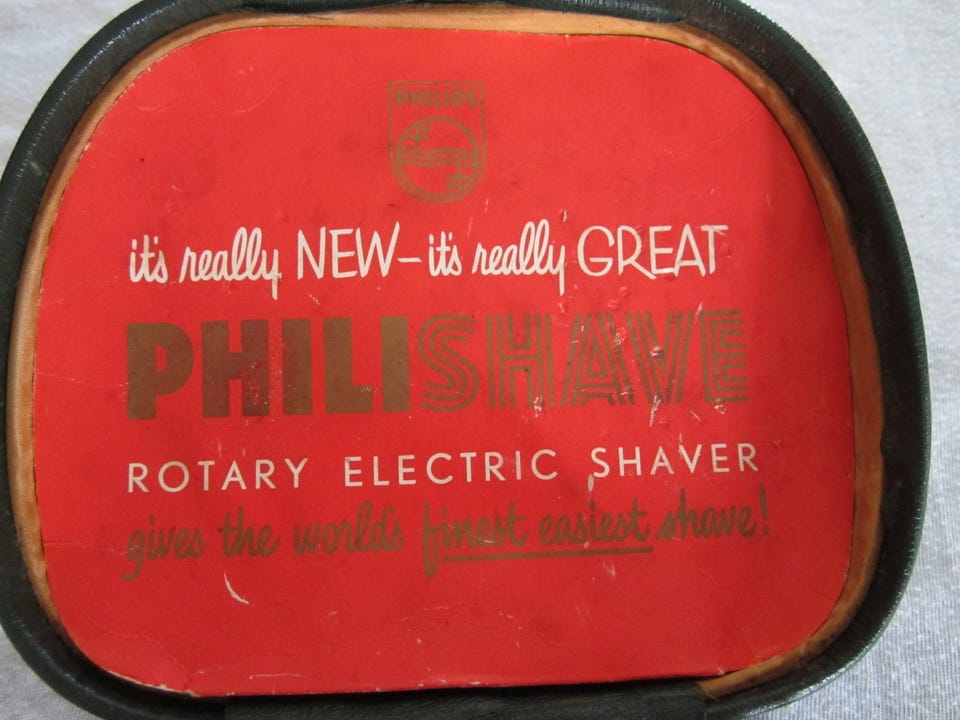 PHILIPS
it's really NEW – it's really GREAT
PHILISHAVE
ROTARY ELECTRIC SHAVER
gives the world's finest easiest shave!